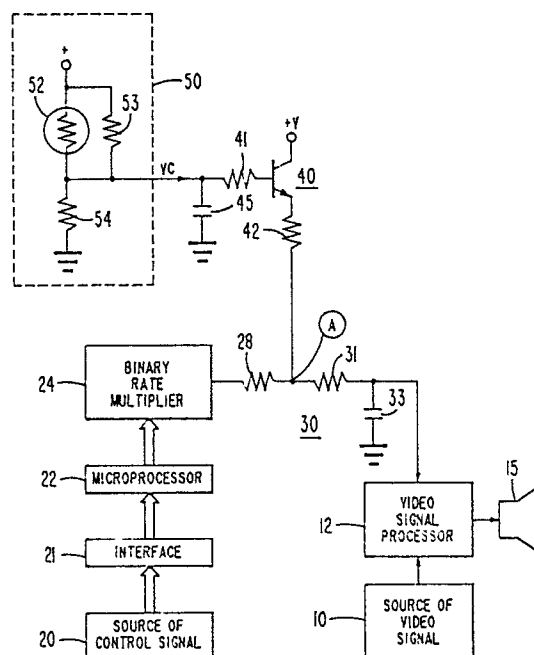 +
50
52
53
+V
VC
41
40
45
42
54
A
28
31
24
BINARY
RATE
MULTIPLIER
30
33
22
MICROPROCESSOR
15
12
VIDEO
SIGNAL
PROCESSOR
21
INTERFACE
20
SOURCE OF
CONTROL SIGNAL
10
SOURCE OF
VIDEO
SIGNAL